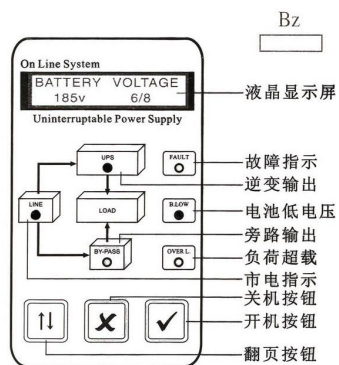 Bz
On Line System
BATTERY VOLTAGE
185v 6/8
液晶显示屏
Uninterruptable Power Supply
UPS
FAULT
故障指示
逆变输出
LINE
LOAD
B.LOW
电池低电压
旁路输出
BY-PASS
OVER L.
负荷超载
市电指示
关机按钮
开机按钮
翻页按钮